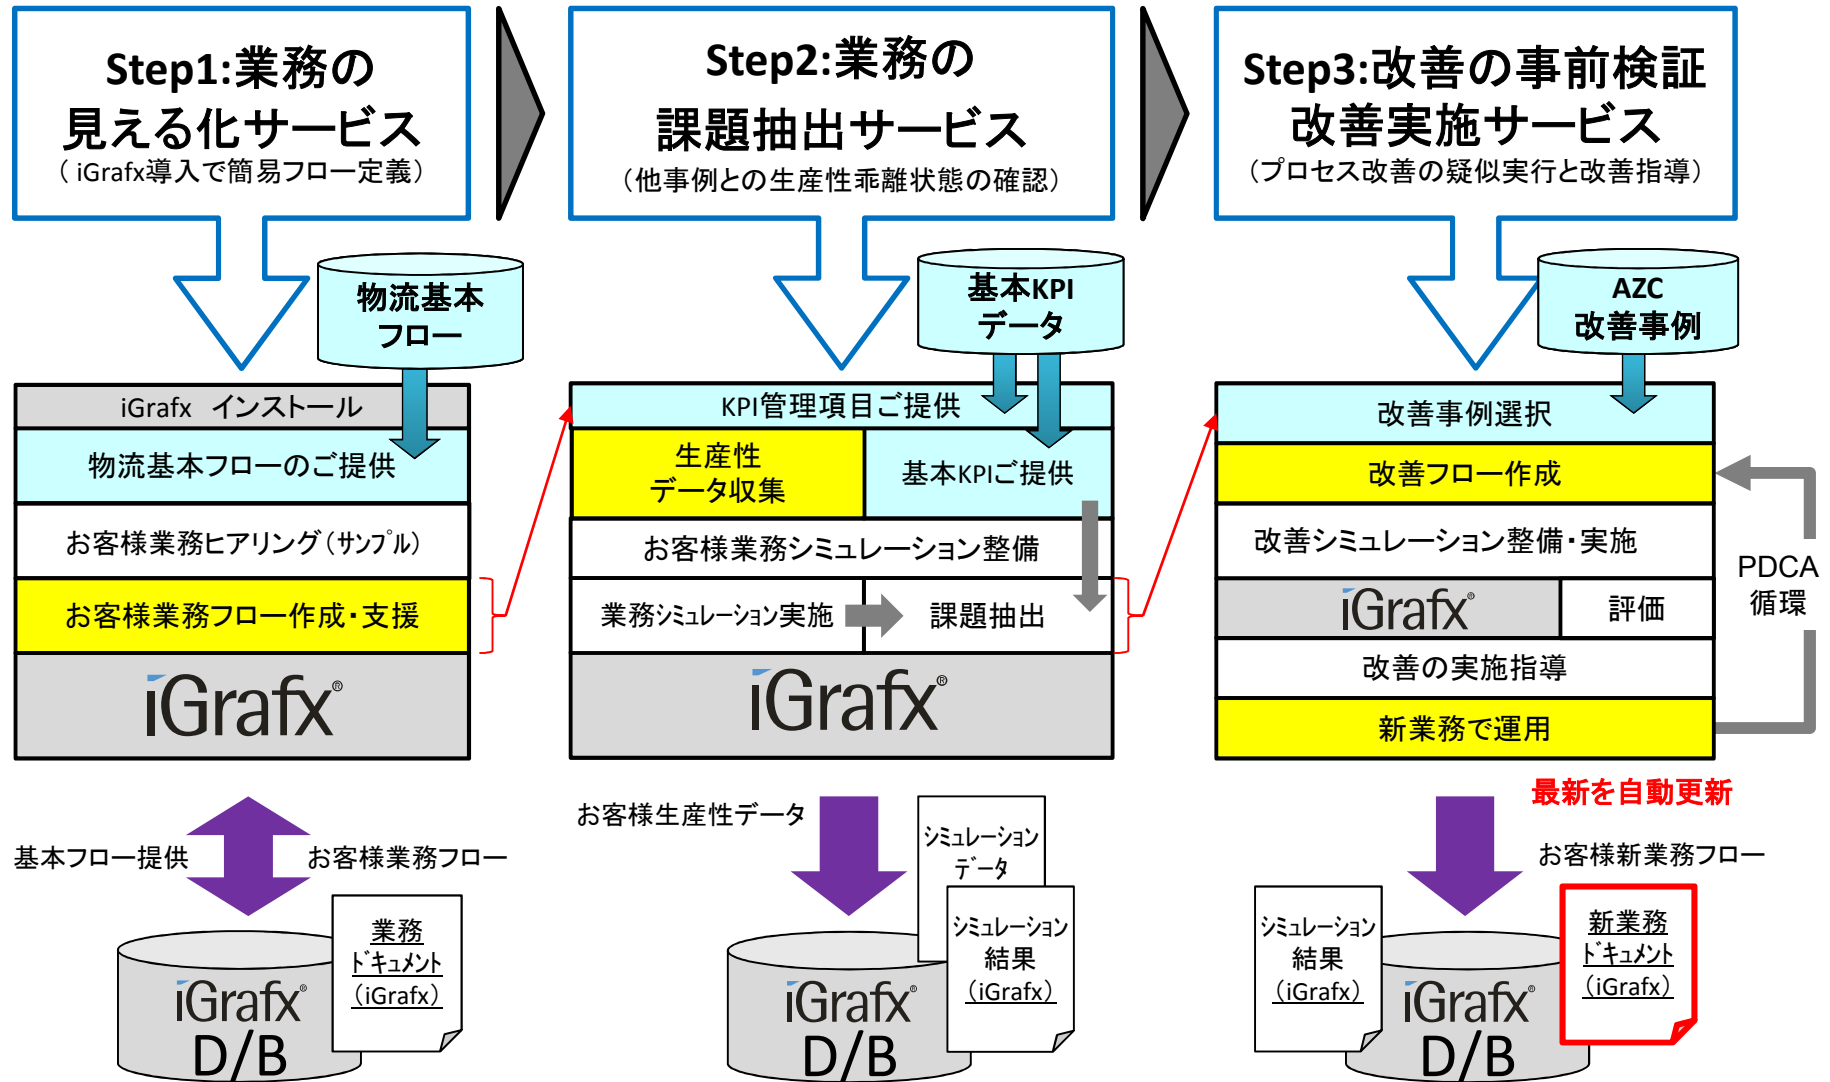 Step1:業務の
見える化サービス
（ iGrafx導入で簡易フロー定義）
Step2:業務の
課題抽出サービス
（他事例との生産性乖離状態の確認）
Step3:改善の事前検証
改善実施サービス
（プロセス改善の疑似実行と改善指導）
物流基本
フロー
基本KPI
データ
AZC
改善事例
iGrafx インストール
物流基本フローのご提供
お客様業務ヒアリング（サンプル）
お客様業務フロー作成・支援
iGrafx®
KPI管理項目ご提供
生産性
データ収集
基本KPIご提供
お客様業務シミュレーション整備
業務シミュレーション実施
課題抽出
iGrafx®
改善事例選択
改善フロー作成
改善シミュレーション整備・実施
iGrafx®
評価
改善の実施指導
新業務で運用
PDCA
循環
基本フロー提供
お客様業務フロー
業務
ドキュメント
（iGrafx）
iGrafx®
D/B
お客様生産性データ
シミュレーション
データ
シミュレーション
結果
（iGrafx）
iGrafx®
D/B
最新を自動更新
お客様新業務フロー
シミュレーション
結果
（iGrafx）
新業務
ドキュメント
（iGrafx）
iGrafx®
D/B